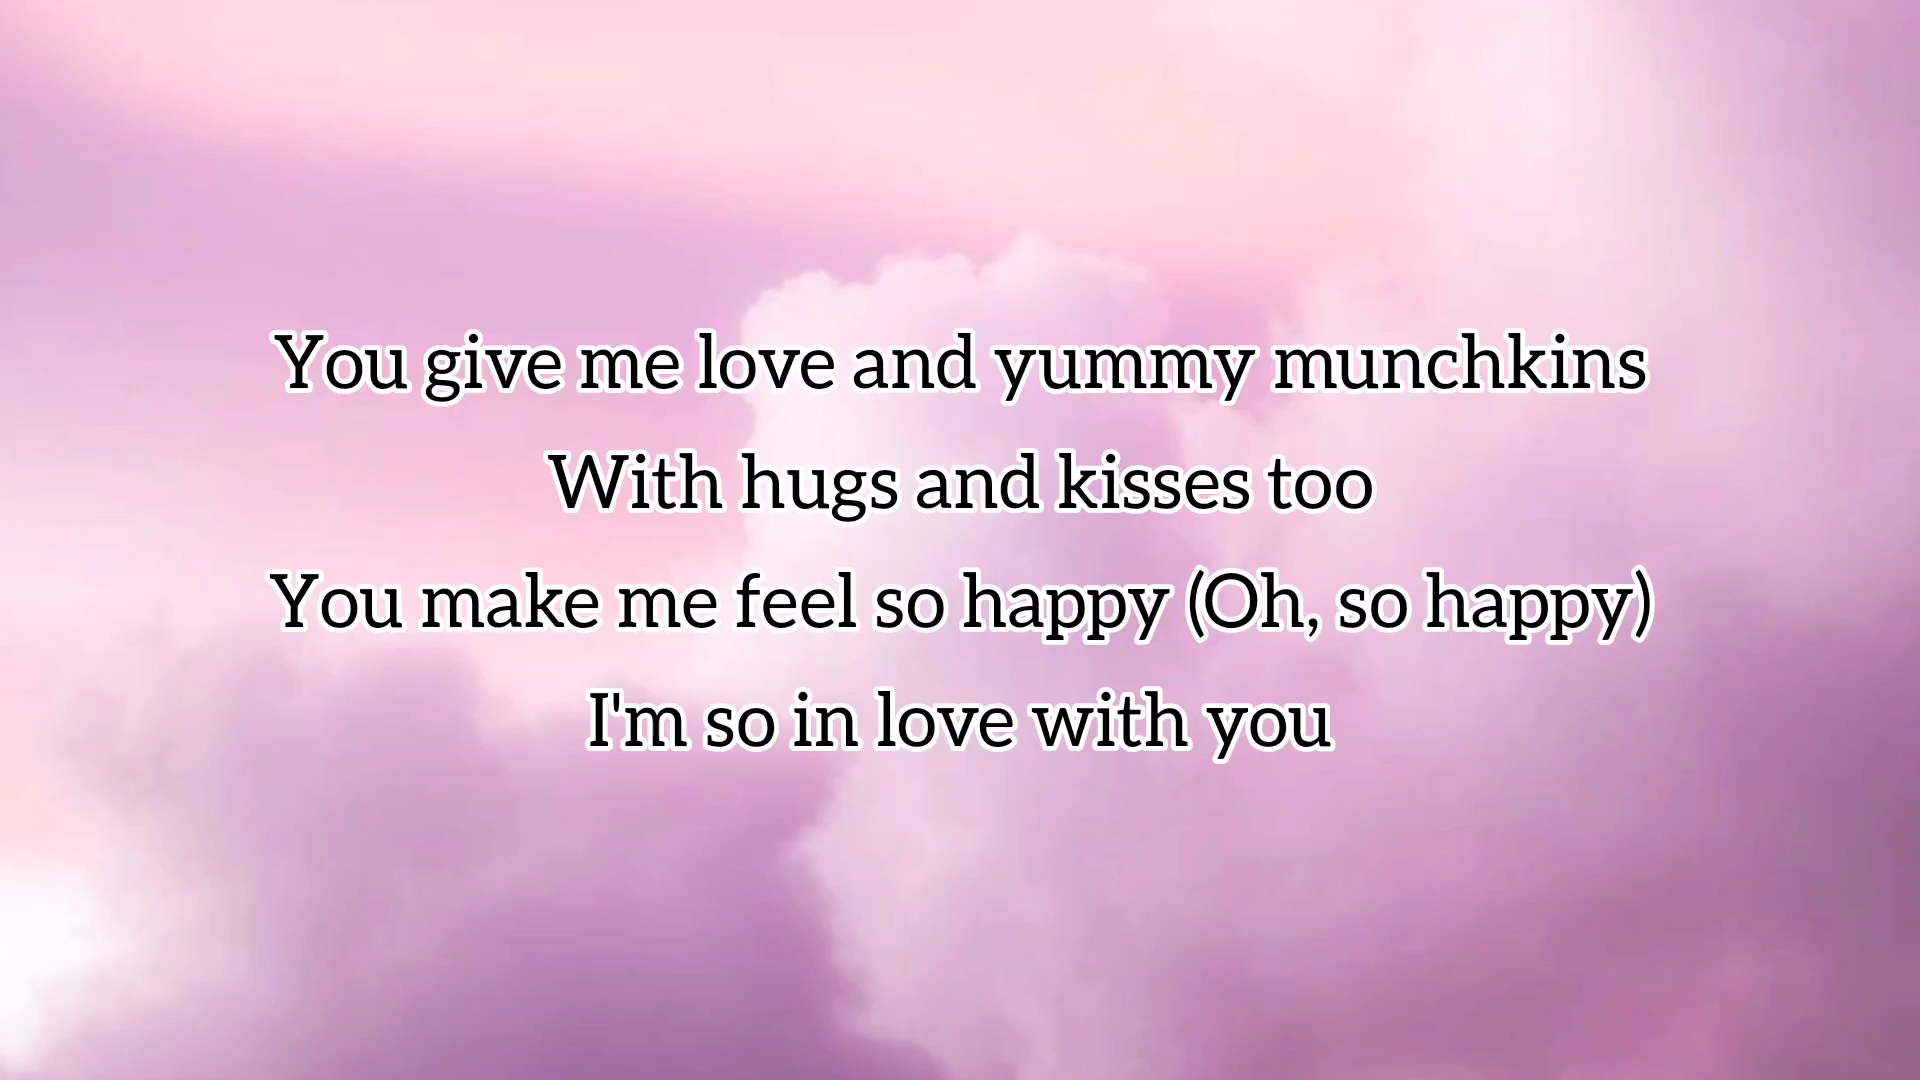 You give me love and yummy munchkins
With hugs and kisses too
You make me feel so happy (Oh, so happy)
I'm so in love with you